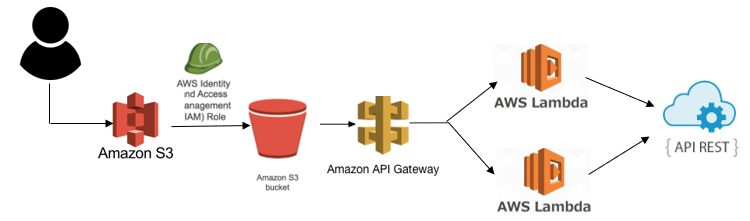 AWS Identity
nd Access
anagement
IAM) Role
Amazon S3
Amazon S3
bucket
Amazon API Gateway
AWS Lambda
AWS Lambda
{ API REST }